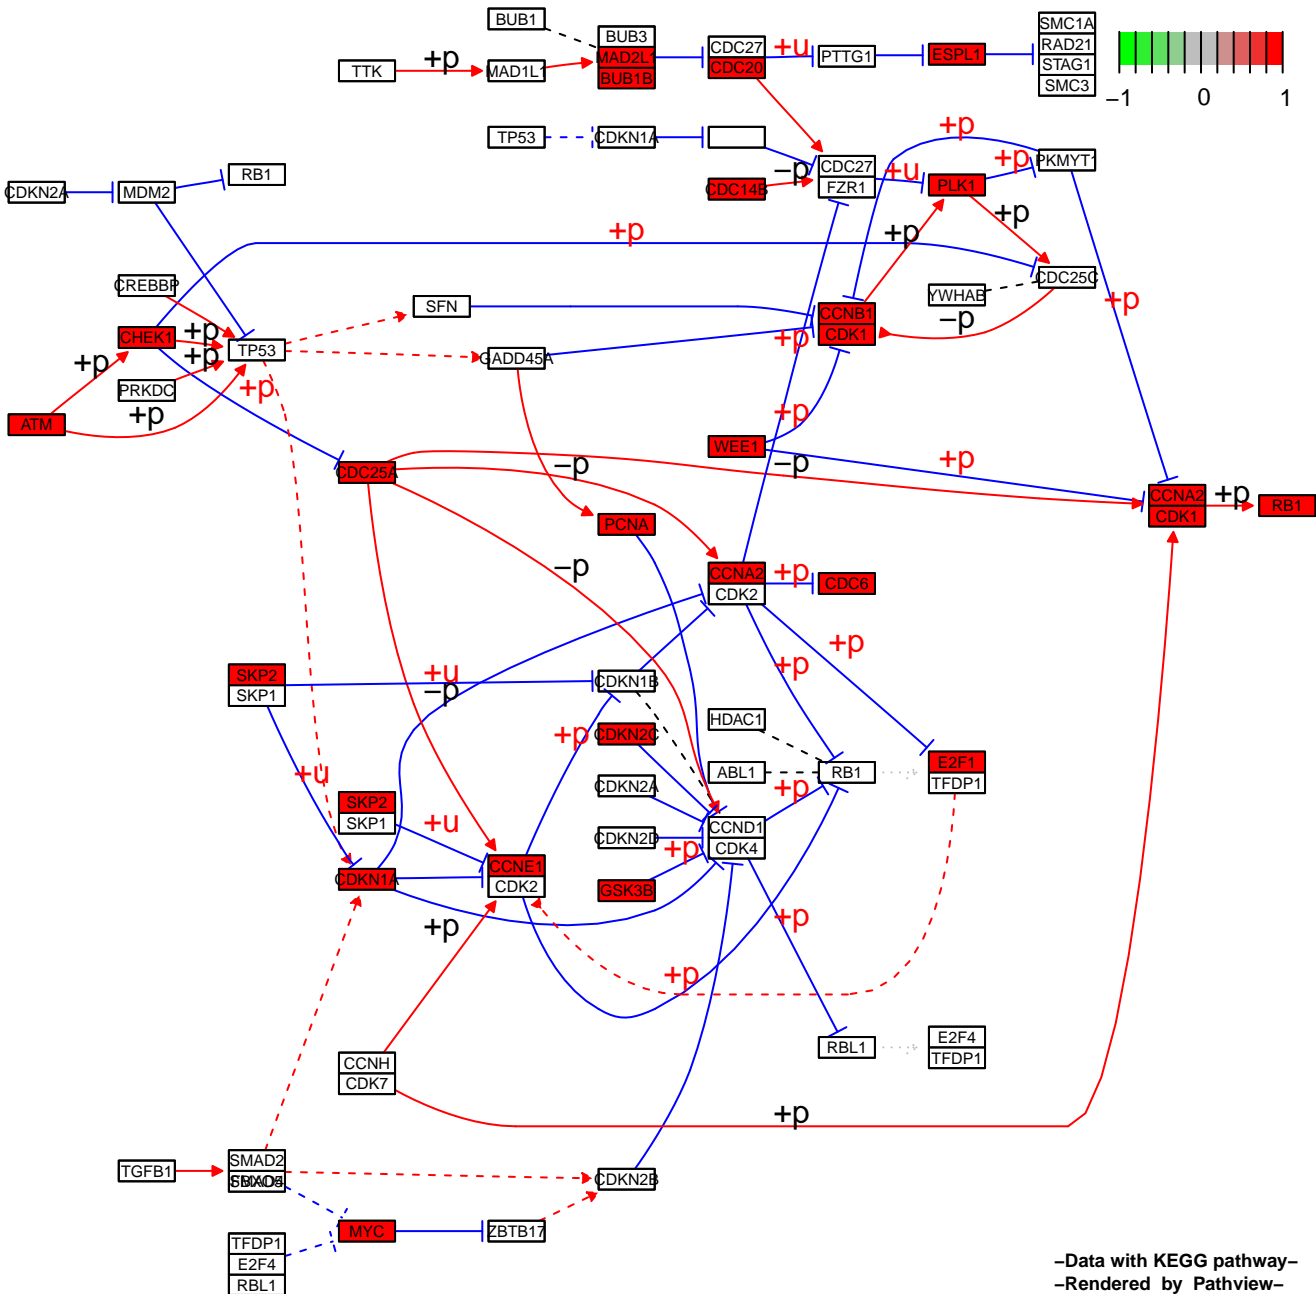 BUB1
SMC1A
BUB3
CDC27
+u
RAD21
+p
TTK
MAD1L1
MAD2L1
CDC20
PTTG1
ESPL1
STAG1
BUB1B
SMC3
−1
0
1
TP53
CDKN1A
+p
+p
PKMYT1
RB1
−p
CDC27
+u
CDKN2A
MDM2
CDC14B
FZR1
PLK1
+p
+p
+p
CREBBP
CDC25C
SFN
YWHAB
CCNB1
−p
CHEK1
+p
CDK1
+p
TP53
+p
GADD45A
+p
PRKDC
+p
+p
ATM
+p
+p
WEE1
CDC25A
−p
−p
+p
CCNA2
+p
RB1
CDK1
PCNA
−p
CCNA2
+p
CDC6
CDK2
+p
+p
SKP2
+u
CDKN1B
SKP1
−p
HDAC1
CDKN2C
+p
ABL1
RB1
E2F1
+u
CDKN2A
+p
TFDP1
SKP2
SKP1
+u
CCND1
CDKN2D
CDK4
+p
CCNE1
CDKN1A
CDK2
GSK3B
+p
+p
+p
CCNH
RBL1
E2F4
CDK7
TFDP1
+p
TGFB1
SMAD2
CDKN2B
MYC
ZBTB17
TFDP1
E2F4
RBL1
−Data with KEGG pathway−
−Rendered by Pathview−